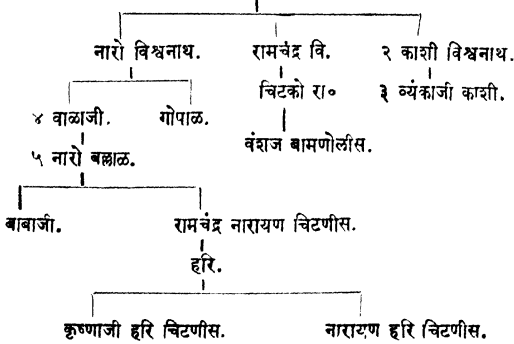 नारो विश्वनाथ. रामचंद्र वि. २ काशी विश्वनाथ.
चिटको रा० ३ व्यंकाजी काशी.
४ वाळाजी. गोपाळ.
वंशज बामणोलीस.
५ नारो बल्लाळ.
बाबाजी. रामचंद्र नारायण चिटणीस.
हरि.
कृष्णाजी हरि चिटणीस. नारायण हरि चिटणीस.